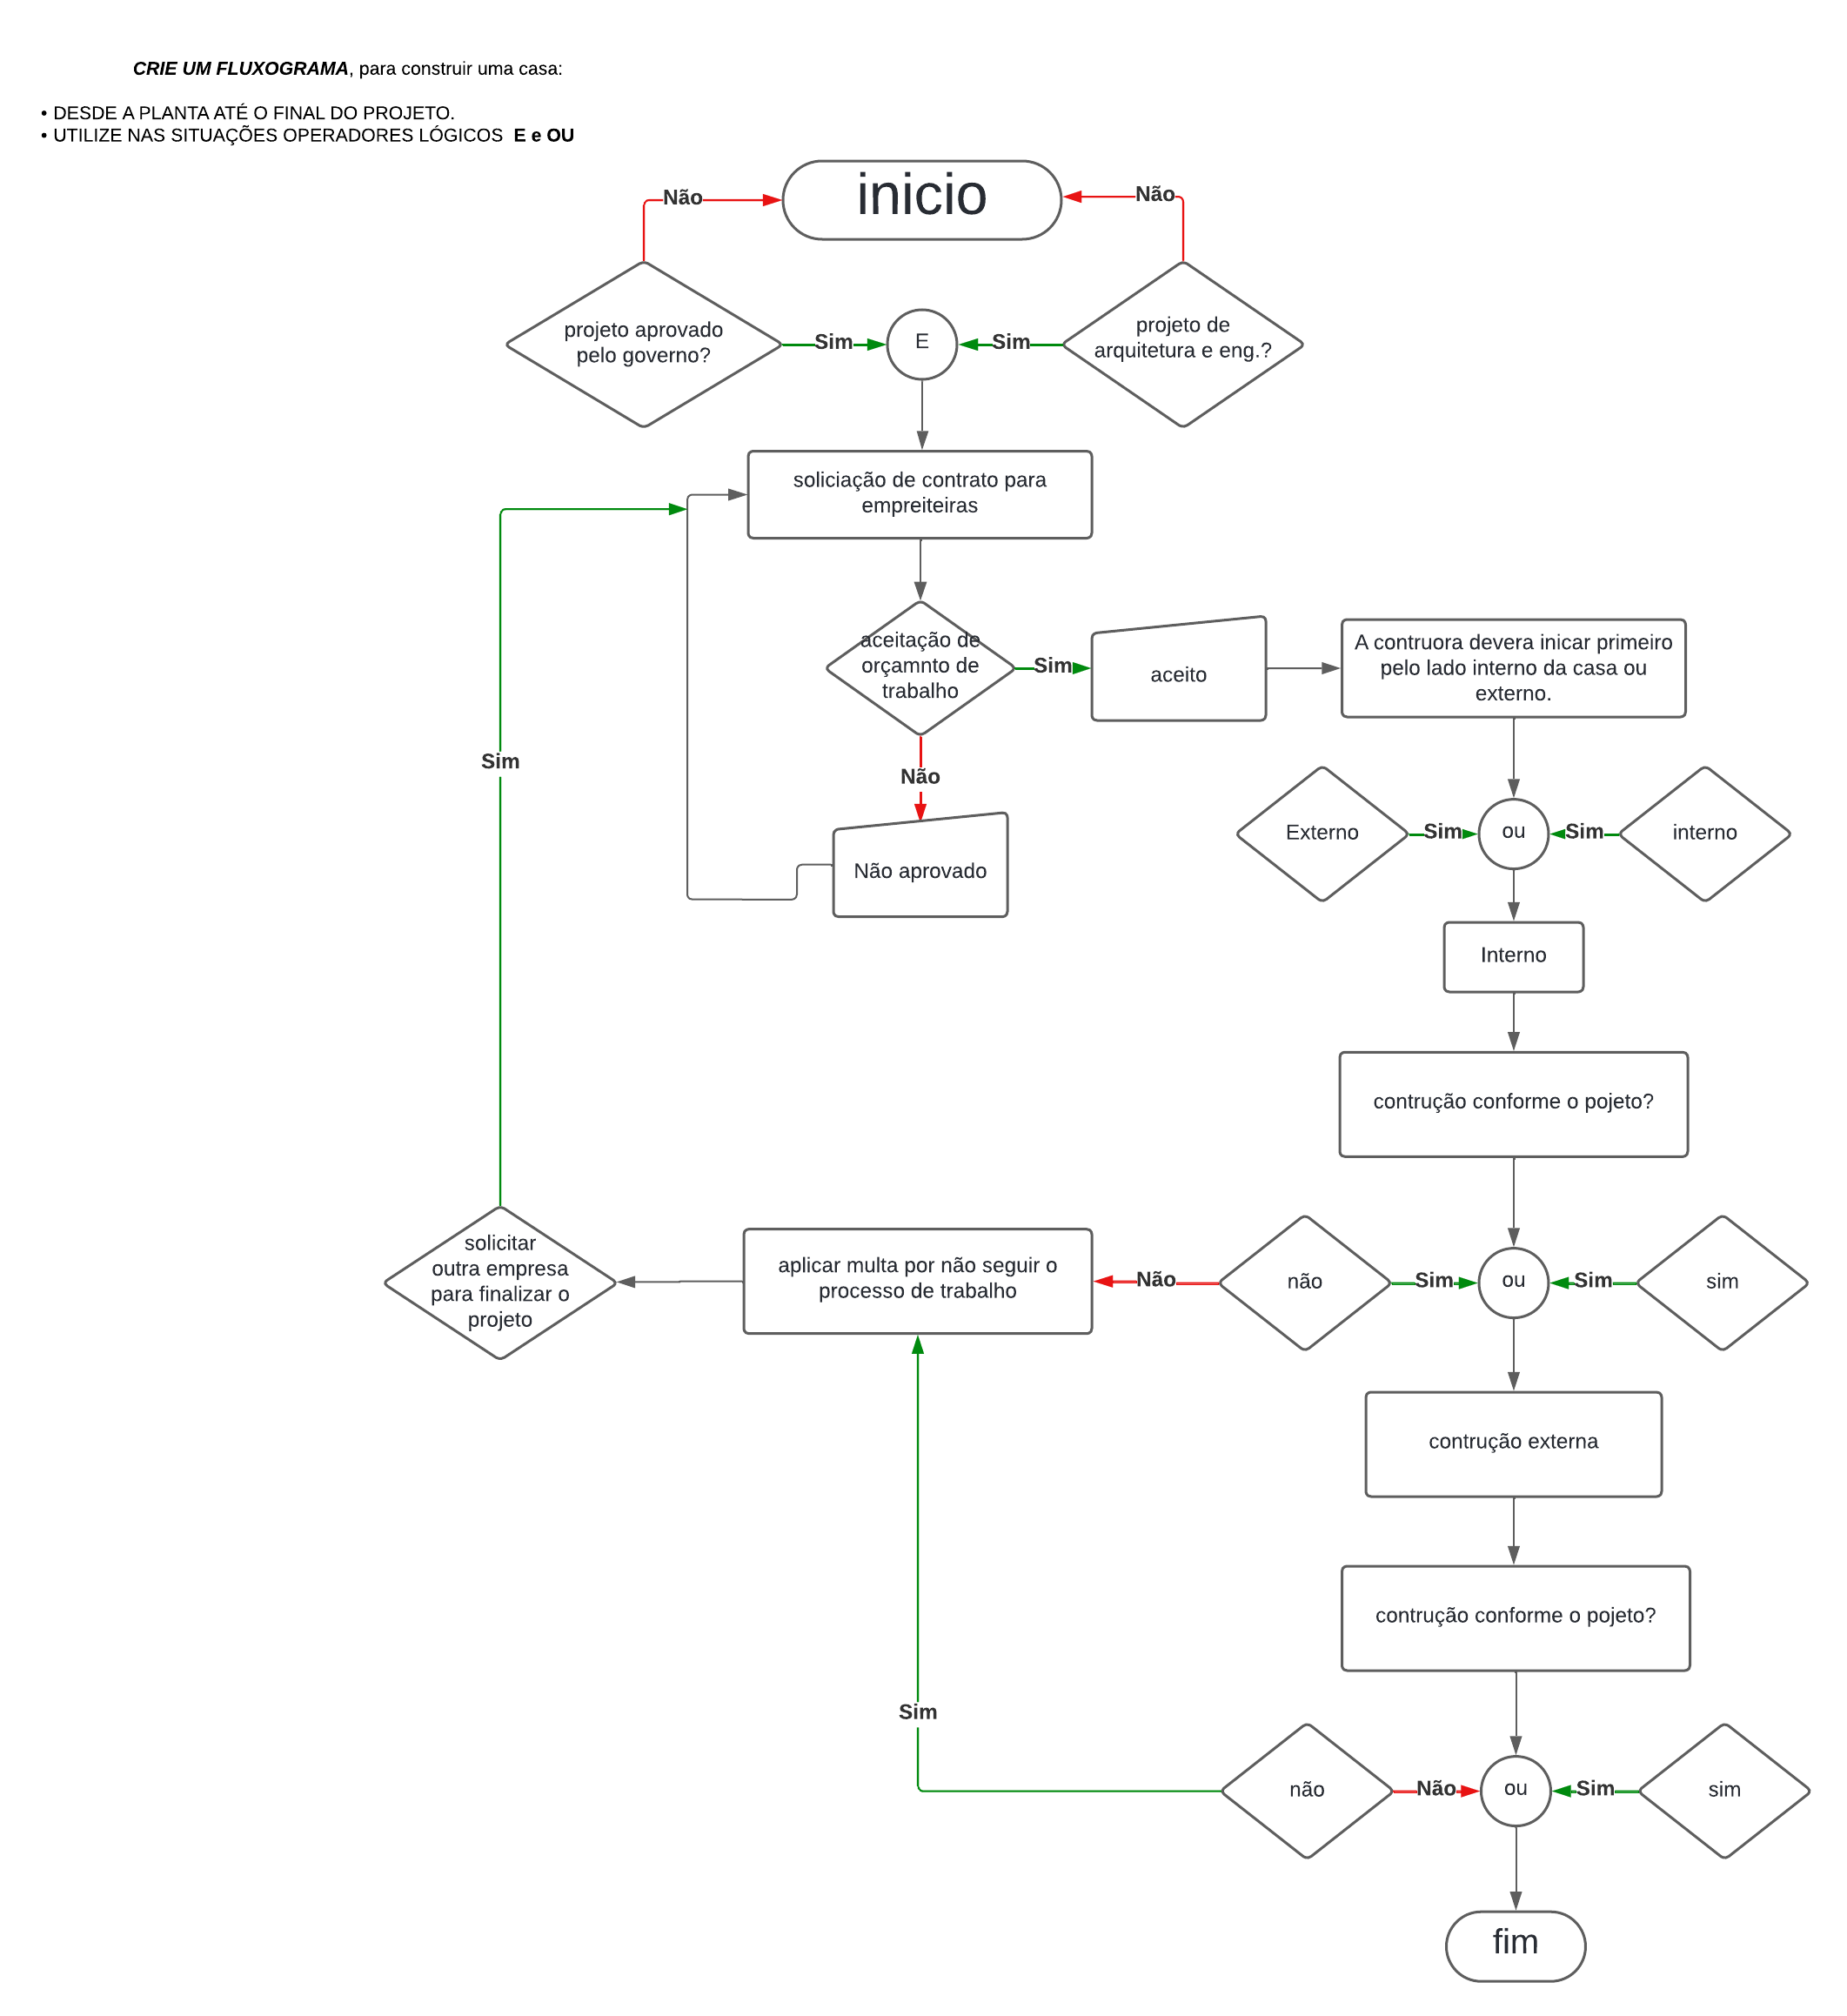 CRIE UM FLUXOGRAMA, para construir uma casa:
• DESDE A PLANTA ATÉ O FINAL DO PROJETO.
• UTILIZE NAS SITUAÇÕES OPERADORES LÓGICOS  E e OU
inicio
Não
Não
projeto aprovado
pelo governo?
Sim
E
Sim
projeto de
arquitetura e eng.?
soliciação de contrato para
empreiteiras
aceitação de
orçamnto de
trabalho
Sim
aceito
A contruora devera inicar primeiro
pelo lado interno da casa ou
externo.
Sim
Não
Externo
Sim
ou
Sim
interno
Não aprovado
Interno
contrução conforme o pojeto?
solicitar
outra empresa
para finalizar o
projeto
aplicar multa por não seguir o
processo de trabalho
Não
não
Sim
ou
Sim
sim
contrução externa
contrução conforme o pojeto?
Sim
não
Não
ou
Sim
sim
fim